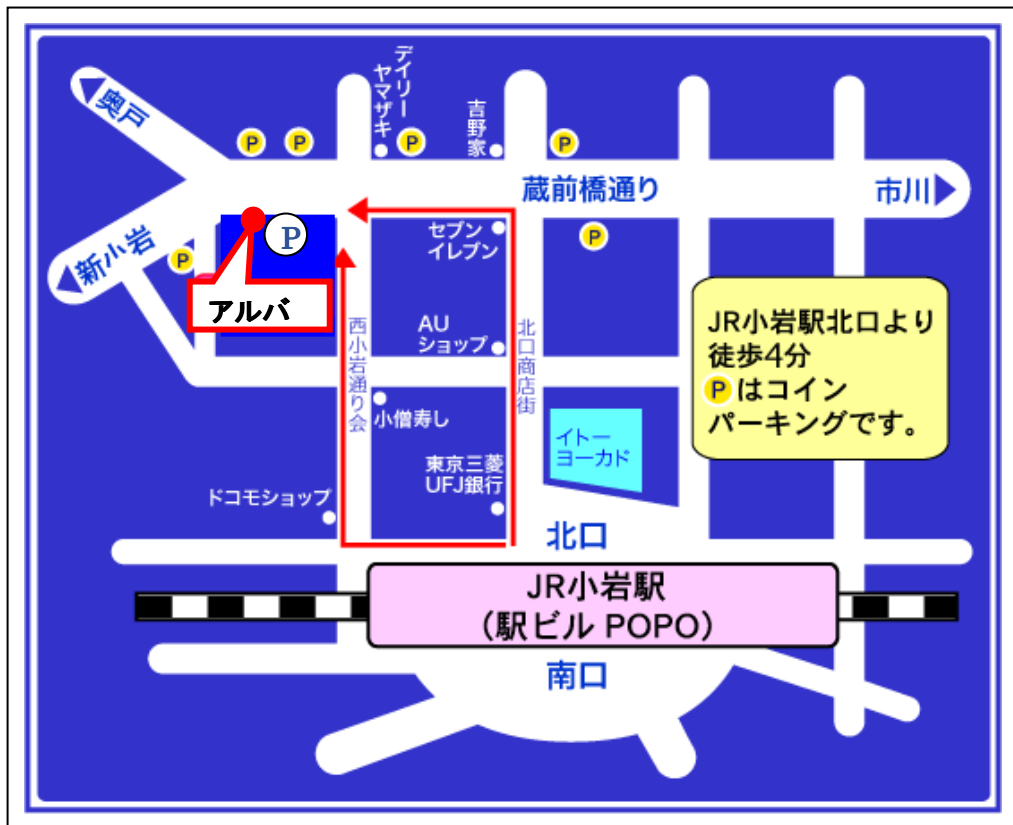 奥戸
デイリー
ヤマザキ
吉野家
P
P
P
P
蔵前橋通り
市川
新小岩
P
P
P
アルバ
セブン
イレブン
AU
ショップ
西小岩通り会
北口商店街
JR小岩駅北口より
徒歩4分
Pはコイン
パーキングです。
小僧寿し
イトー
ヨーカド
東京三菱
UFJ銀行
ドコモショップ
北口
JR小岩駅
(駅ビル POPO)
南口